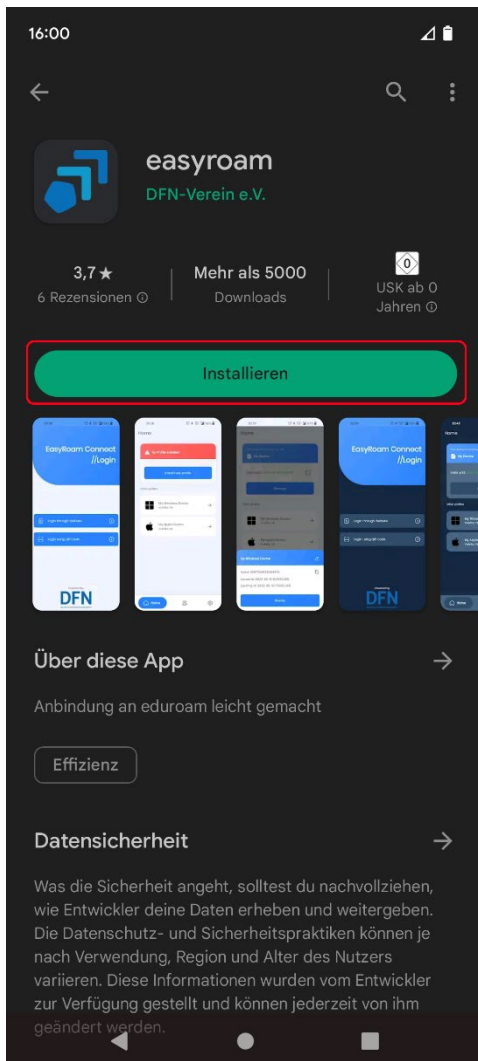 16:00
easyroam
DFN-Verein e.V.
3,7 ★
6 Rezensionen
Mehr als 5000
Downloads
0
USK ab 0
Jahren
Installieren
EasyRoam Connect
//Login
DFN
Home
EasyRoam Connect
//Login
DFN
Über diese App
Anbindung an eduroam leicht gemacht
Effizienz
Datensicherheit
Was die Sicherheit angeht, solltest du nachvollziehen,
wie Entwickler deine Daten erheben und weitergeben.
Die Datenschutz- und Sicherheitspraktiken können je
nach Verwendung, Region und Alter des Nutzers
variieren. Diese Informationen wurden vom Entwickler
zur Verfügung gestellt und können jederzeit von ihm
geändert werden.